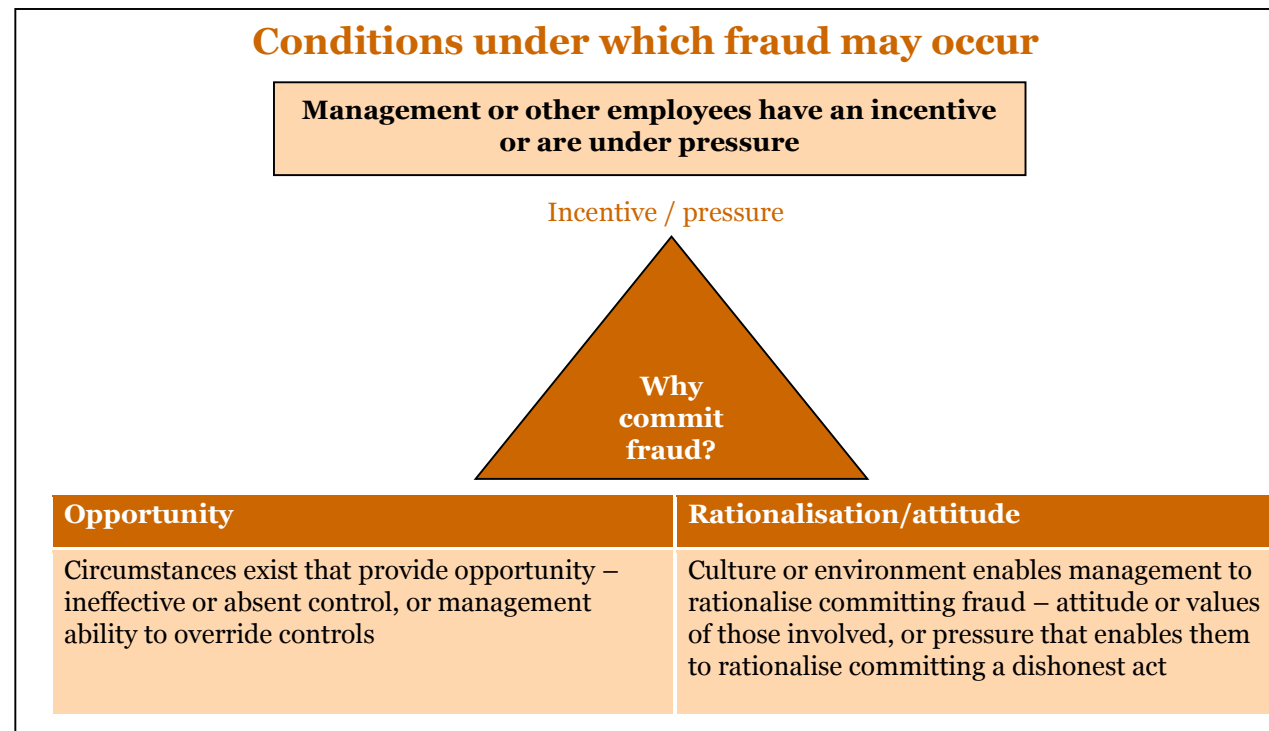 Conditions under which fraud may occur
Management or other employees have an incentive
or are under pressure
Incentive / pressure
Why
commit
fraud?
Opportunity
Circumstances exist that provide opportunity –
ineffective or absent control, or management
ability to override controls
Rationalisation/attitude
Culture or environment enables management to
rationalise committing fraud – attitude or values
of those involved, or pressure that enables them
to rationalise committing a dishonest act